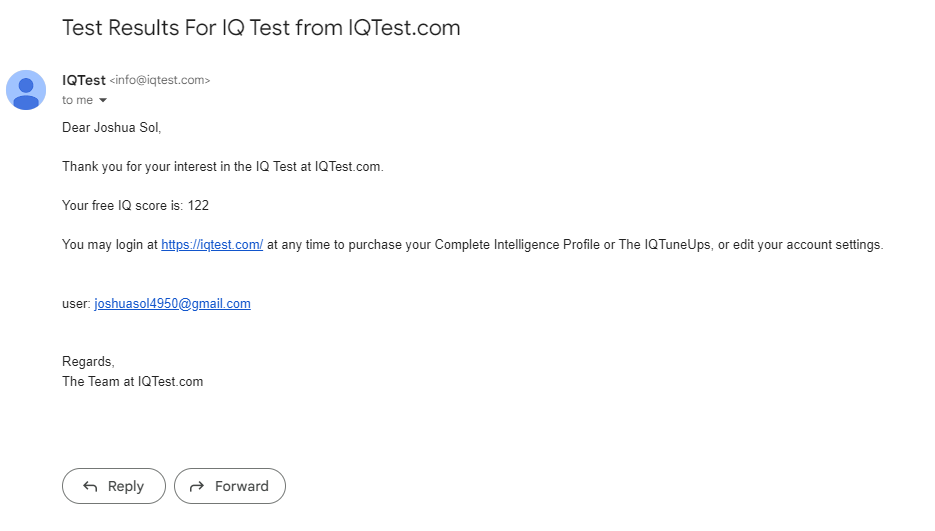 Test Results For IQ Test from IQTest.com
IQTest <info@iqtest.com>
to me
Dear Joshua Sol,
Thank you for your interest in the IQ Test at IQTest.com.
Your free IQ score is: 122
You may login at https://iqtest.com/ at any time to purchase your Complete Intelligence Profile or The IQTuneUps, or edit your account settings.
user: joshuasol4950@gmail.com
Regards,
The Team at IQTest.com
Reply Forward